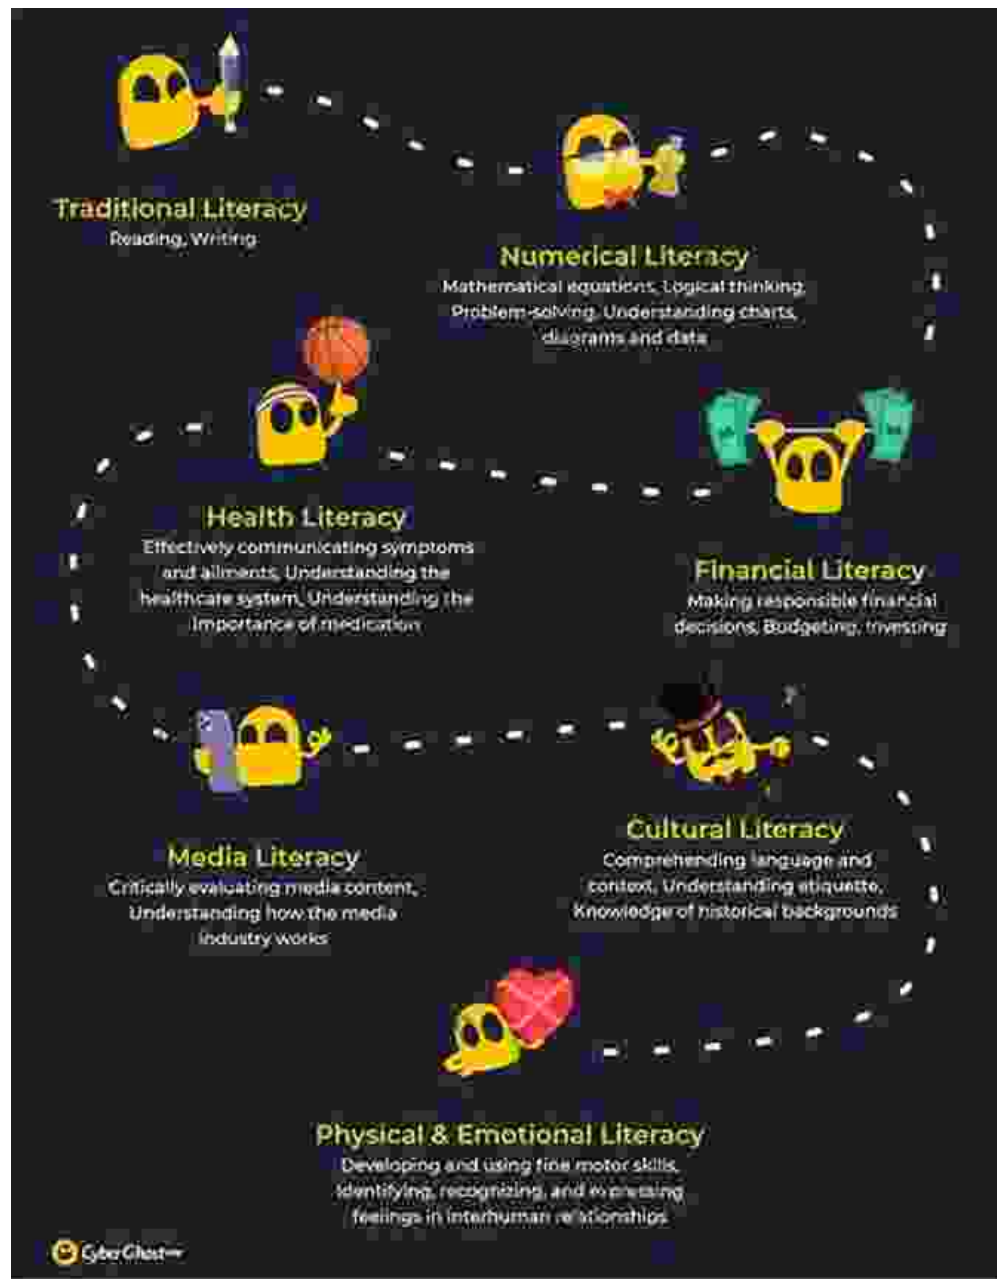 Traditional Literacy
Reading, Writing
Numerical Literacy
Mathematical equations, Logical thinking,
Problem-solving, Understanding charts,
diagrams and data
Health Literacy
Effectively communicating symptoms
and ailments, Understanding the
healthcare system, Understanding the
importance of medication
Financial Literacy
Making responsible financial
decisions, Budgeting, Investing
Media Literacy
Critically evaluating media content,
Understanding how the media
industry works
Cultural Literacy
Comprehending language and
context, Understanding etiquette,
Knowledge of historical backgrounds
Physical & Emotional Literacy
Developing and using fine motor skills,
Identifying, recognizing, and expressing
feelings in interhuman relationships
CyberGhost